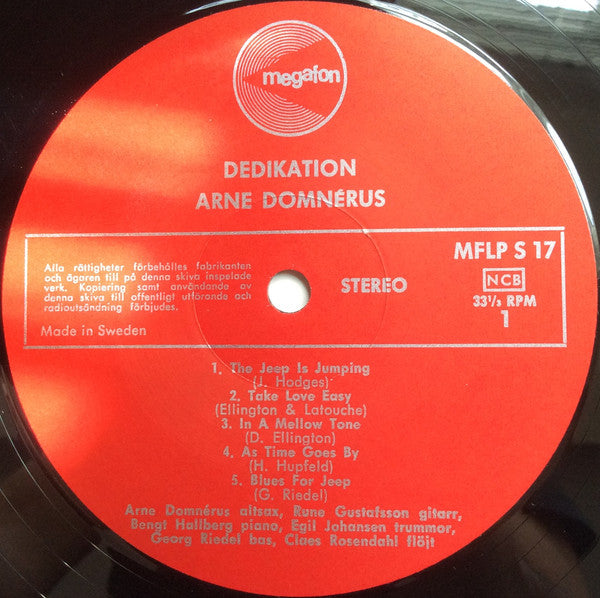 megafon
DEDIKATION
ARNE DOMNÉRUS
Alla rättigheter förbehålles fabrikanten
och ägaren till på denna skiva inspelade
verk. Kopiering samt användande av
denna skiva till offentligt utförande och
radioutsändning förbjudes.
Made in Sweden
STEREO
MFLP S 17
NCB
33⅓ RPM
1
1. The Jeep Is Jumping
(J. Hodges)
2. Take Love Easy
(Ellington & Latouche)
3. In A Mellow Tone
(D. Ellington)
4. As Time Goes By
(H. Hupfeld)
5. Blues For Jeep
(G. Riedel)
Arne Domnérus altsax, Rune Gustafsson gitarr,
Bengt Hallberg piano, Egil Johansen trummor,
Georg Riedel bas, Claes Rosendahl flöjt